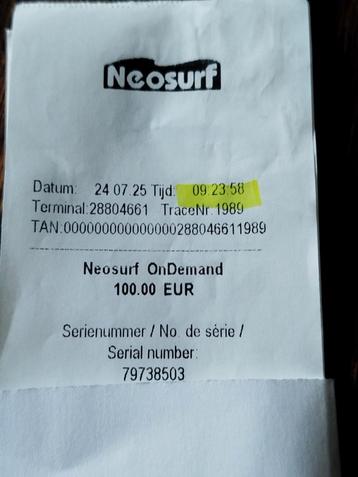 Neosurf
Datum: 24 07.25 Tijd: 09:23:58
Terminal:28804661 TraceNr.1989
TAN:000000000000000288046611989
Neosurf OnDemand
100.00 EUR
Serienummer / No. de série /
Serial number:
79738503